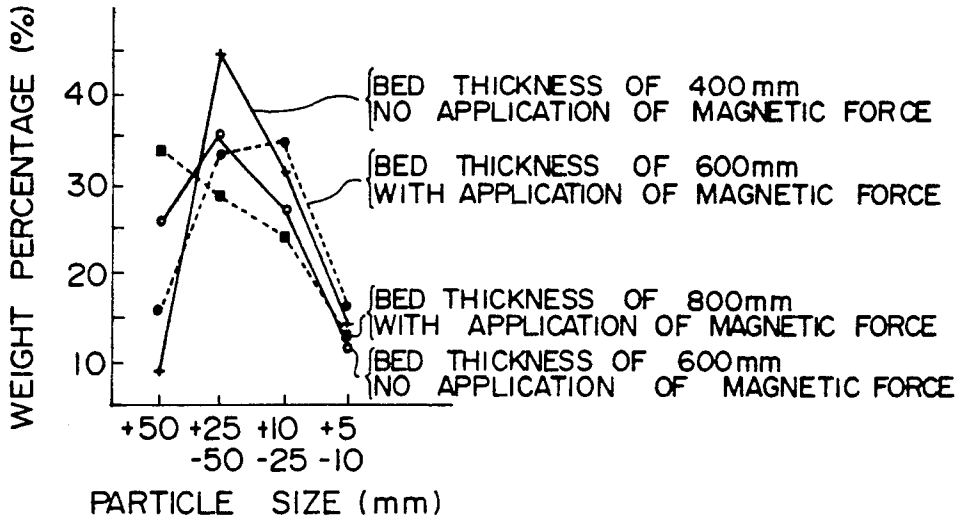 WEIGHT PERCENTAGE (%)
40
30
20
10
BED THICKNESS OF 400mm
NO APPLICATION OF MAGNETIC FORCE
BED THICKNESS OF 600mm
WITH APPLICATION OF MAGNETIC FORCE
BED THICKNESS OF 800mm
WITH APPLICATION OF MAGNETIC FORCE
BED THICKNESS OF 600mm
NO APPLICATION OF MAGNETIC FORCE
+50 +25 +10 +5
-50 -25 -10
PARTICLE SIZE (mm)